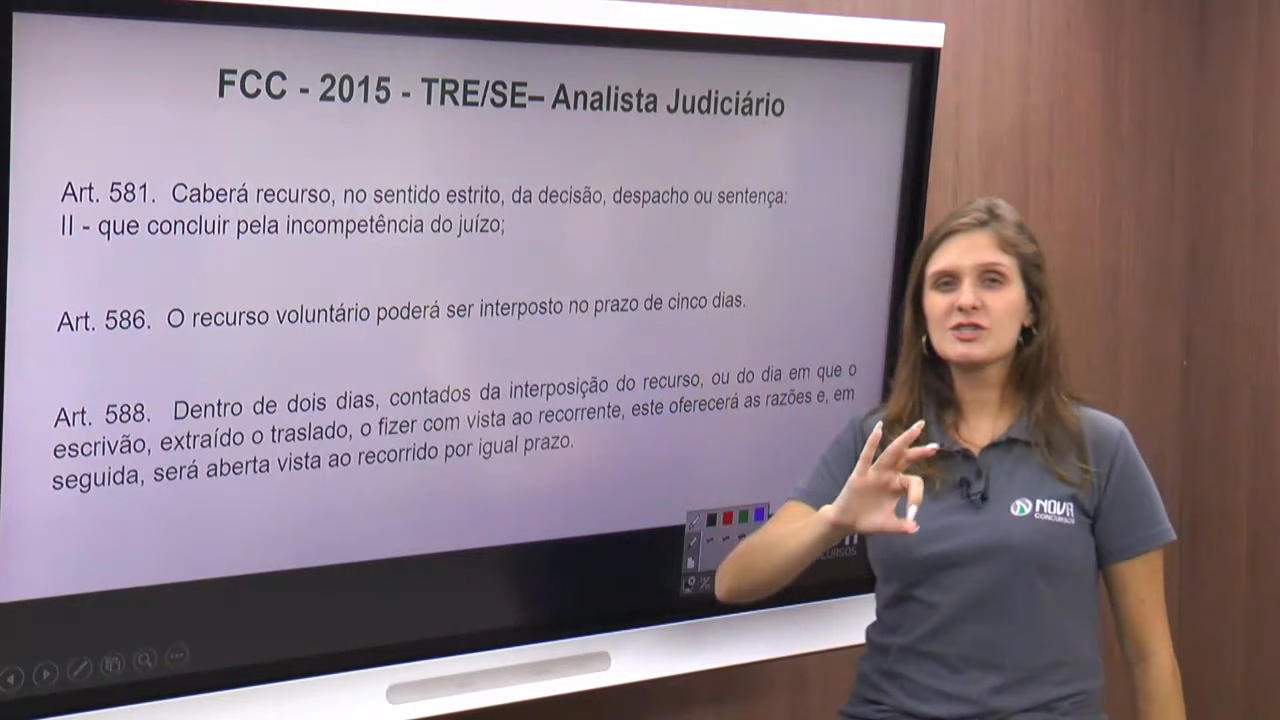 FCC - 2015 - TRE/SE– Analista Judiciário
Art. 581. Caberá recurso, no sentido estrito, da decisão, despacho ou sentença:
II - que concluir pela incompetência do juízo;
Art. 586. O recurso voluntário poderá ser interposto no prazo de cinco dias.
Art. 588. Dentro de dois dias, contados da interposição do recurso, ou do dia em que o
escrivão, extraído o traslado, o fizer com vista ao recorrente, este oferecerá as razões e, em
seguida, será aberta vista ao recorrido por igual prazo.
NOVA
CONCURSOS